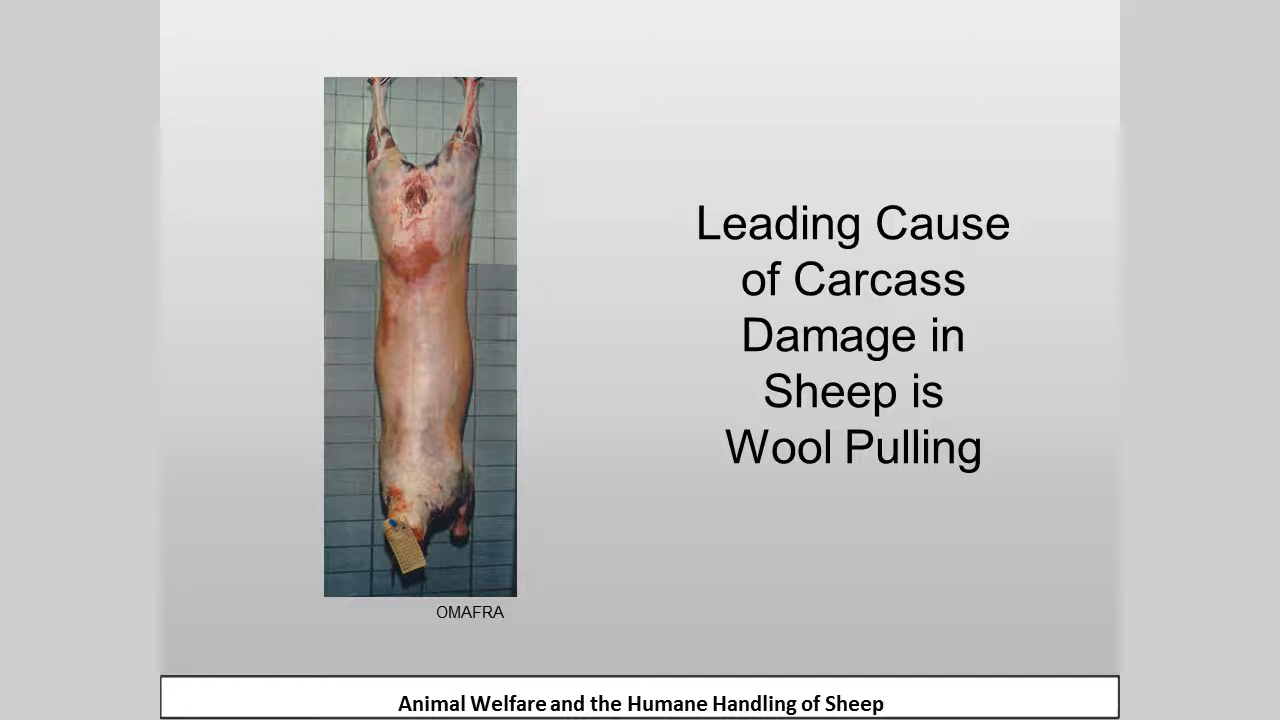 Leading Cause
of Carcass
Damage in
Sheep is
Wool Pulling
OMAFRA
Animal Welfare and the Humane Handling of Sheep